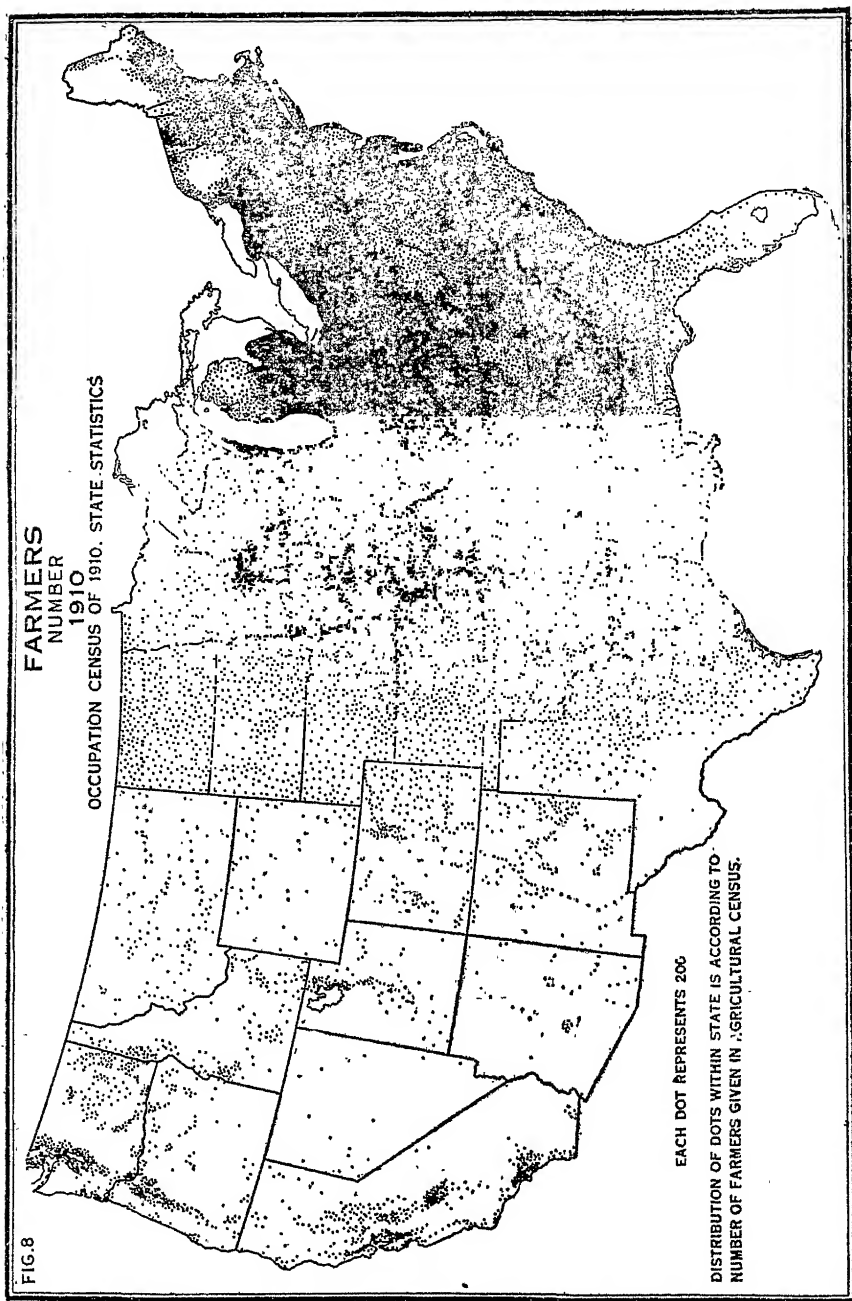 FIG.8
FARMERS
NUMBER
1910
OCCUPATION CENSUS OF 1910. STATE STATISTICS
EACH DOT REPRESENTS 200
DISTRIBUTION OF DOTS WITHIN STATE IS ACCORDING TO
NUMBER OF FARMERS GIVEN IN AGRICULTURAL CENSUS.